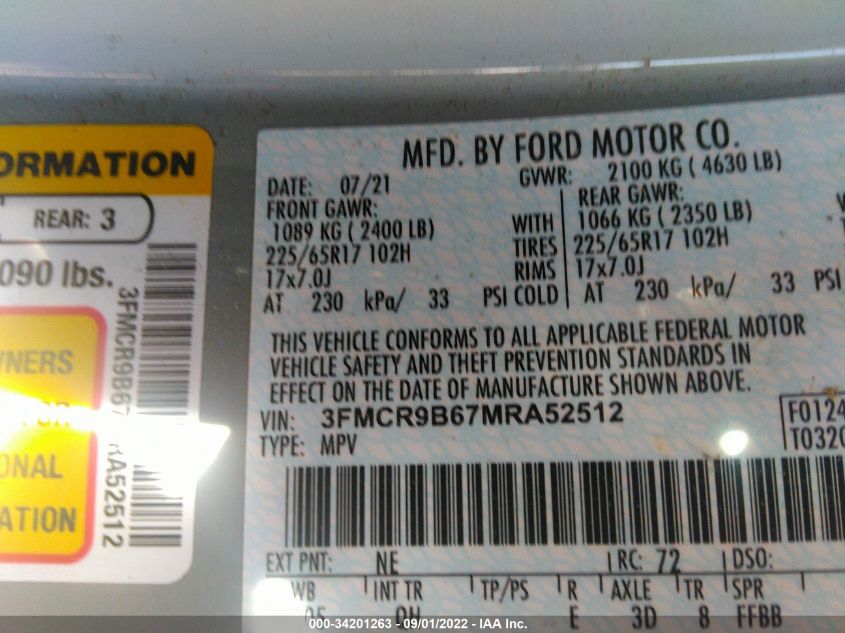 ORMATION
REAR: 3
090 lbs.
3FMCR9B67 RA52512
WNERS
FOR
ONAL
ATION
MFD. BY FORD MOTOR CO.
DATE: 07/21 GVWR: 2100 KG ( 4630 LB)
FRONT GAWR: REAR GAWR:
1089 KG ( 2400 LB) WITH 1066 KG ( 2350 LB)
225/65R17 102H TIRES 225/65R17 102H
17x7.0J RIMS 17x7.0J
AT 230 kPa/ 33 PSI COLD AT 230 kPa/ 33 PSI
THIS VEHICLE CONFORMS TO ALL APPLICABLE FEDERAL MOTOR
VEHICLE SAFETY AND THEFT PREVENTION STANDARDS IN
EFFECT ON THE DATE OF MANUFACTURE SHOWN ABOVE.
VIN: 3FMCR9B67MRA52512 F0124
TYPE: MPV T0320
EXT PNT: NE RC: 72 DSO:
WB INT TR TP/PS R AXLE TR SPR
E 3D 8 FFBB
000-34201263 - 09/01/2022 - IAA Inc.